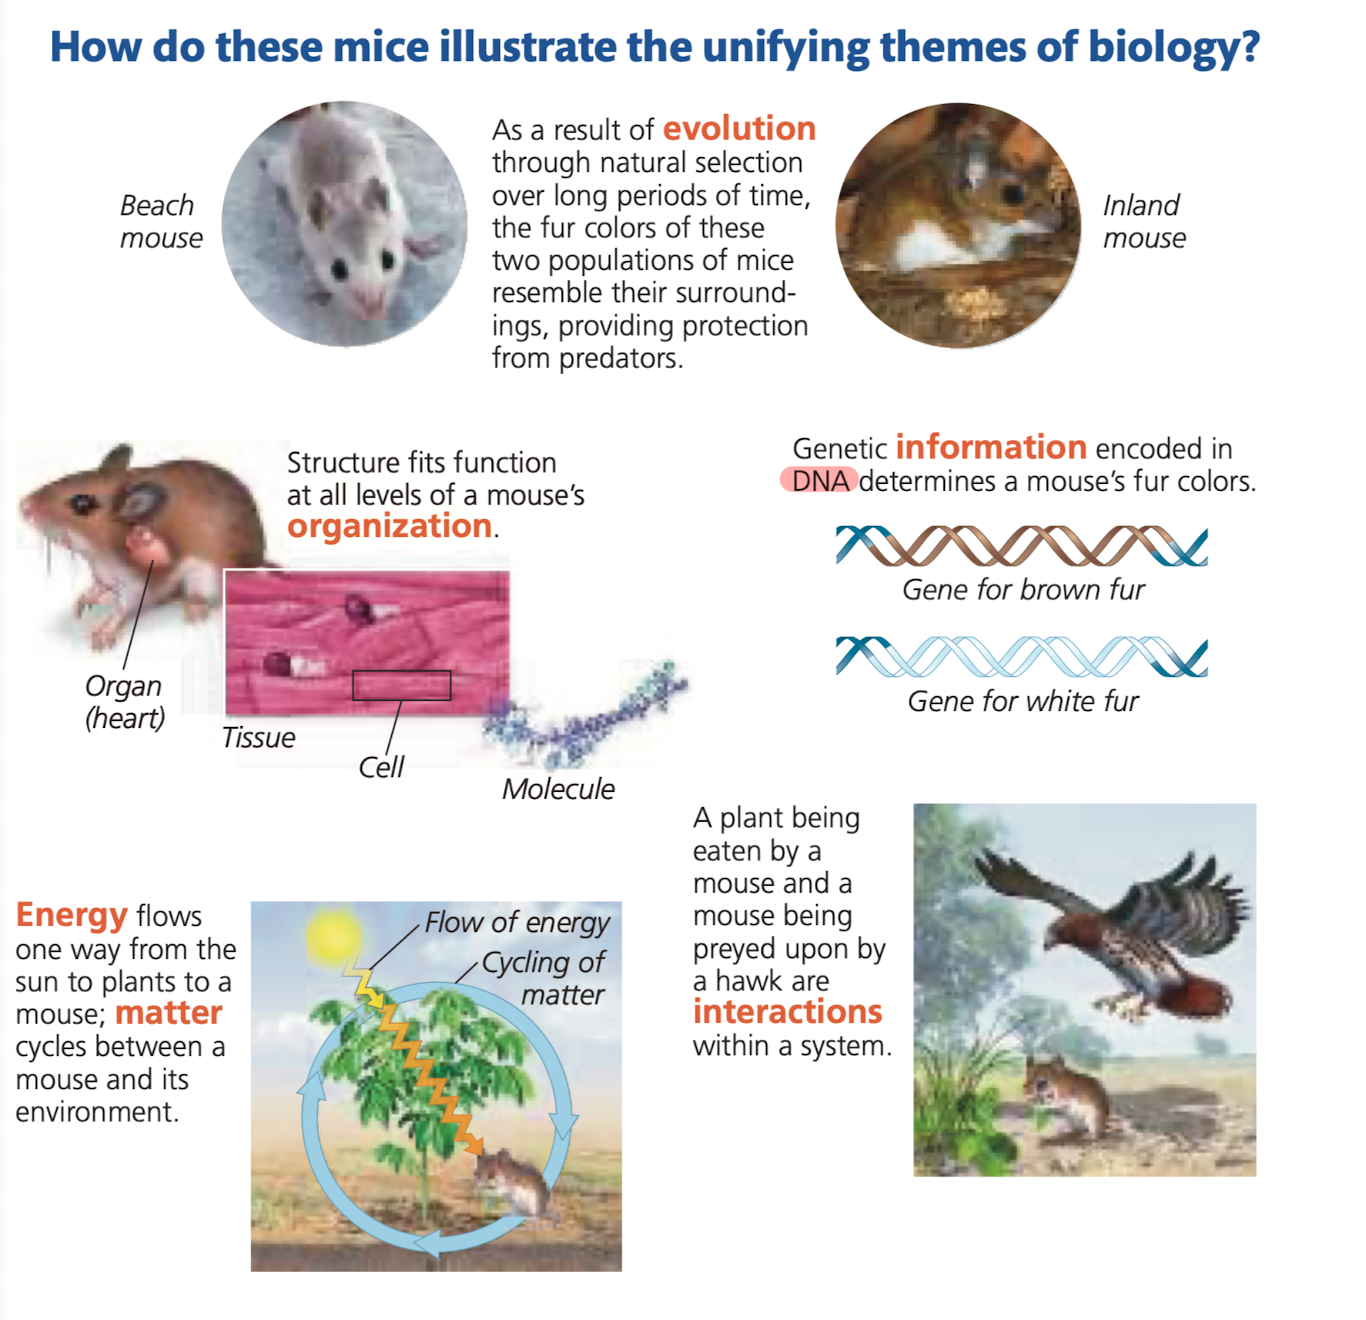 How do these mice illustrate the unifying themes of biology?
Beach
mouse
As a result of evolution
through natural selection
over long periods of time,
the fur colors of these
two populations of mice
resemble their surround-
ings, providing protection
from predators.
Inland
mouse
Structure fits function
at all levels of a mouse's
organization.
Organ
(heart)
Tissue
Cell
Molecule
Genetic information encoded in
DNA determines a mouse's fur colors.
Gene for brown fur
Gene for white fur
Energy flows
one way from the
sun to plants to a
mouse; matter
cycles between a
mouse and its
environment.
Flow of energy
Cycling of
matter
A plant being
eaten by a
mouse and a
mouse being
preyed upon by
a hawk are
interactions
within a system.